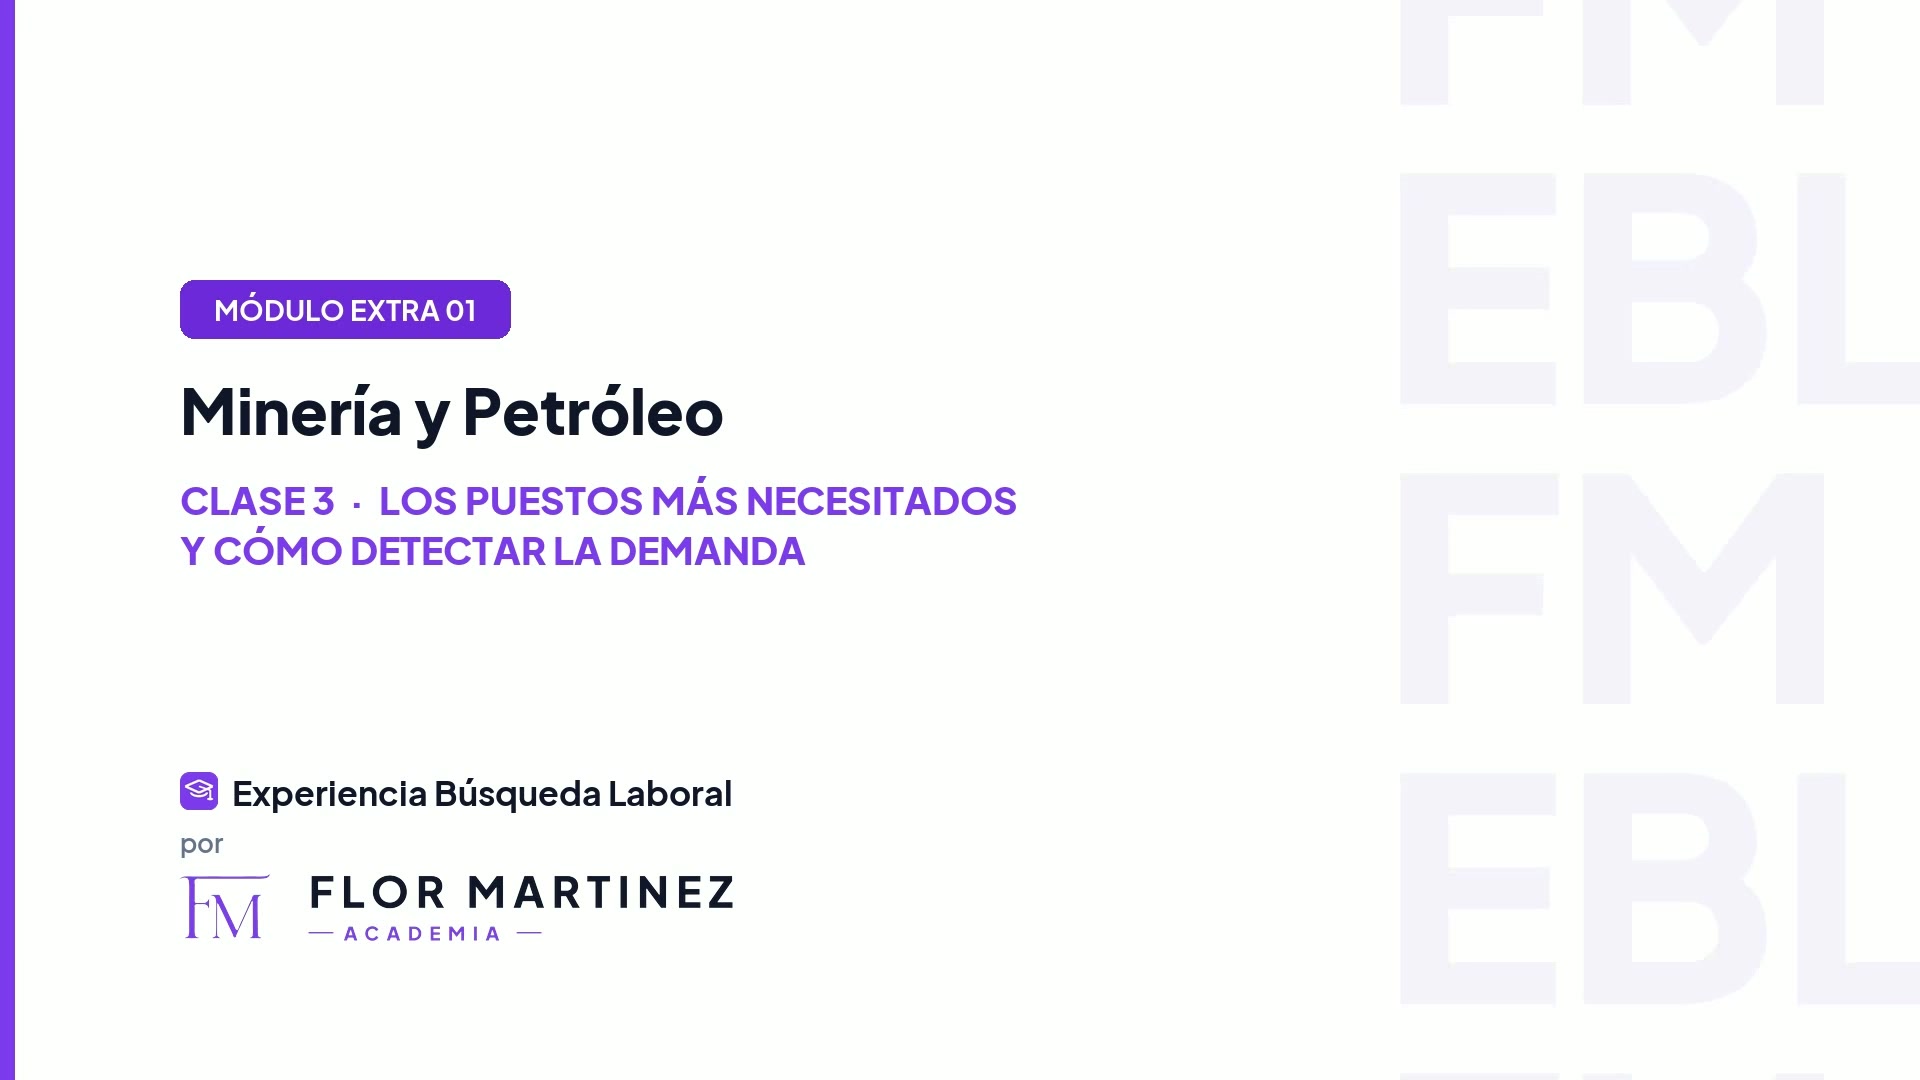 MÓDULO EXTRA 01
Minería y Petróleo
CLASE 3 · LOS PUESTOS MÁS NECESITADOS
Y CÓMO DETECTAR LA DEMANDA
Experiencia Búsqueda Laboral
por
FM FLOR MARTINEZ
ACADEMIA
FM
EBL
FM
EBL